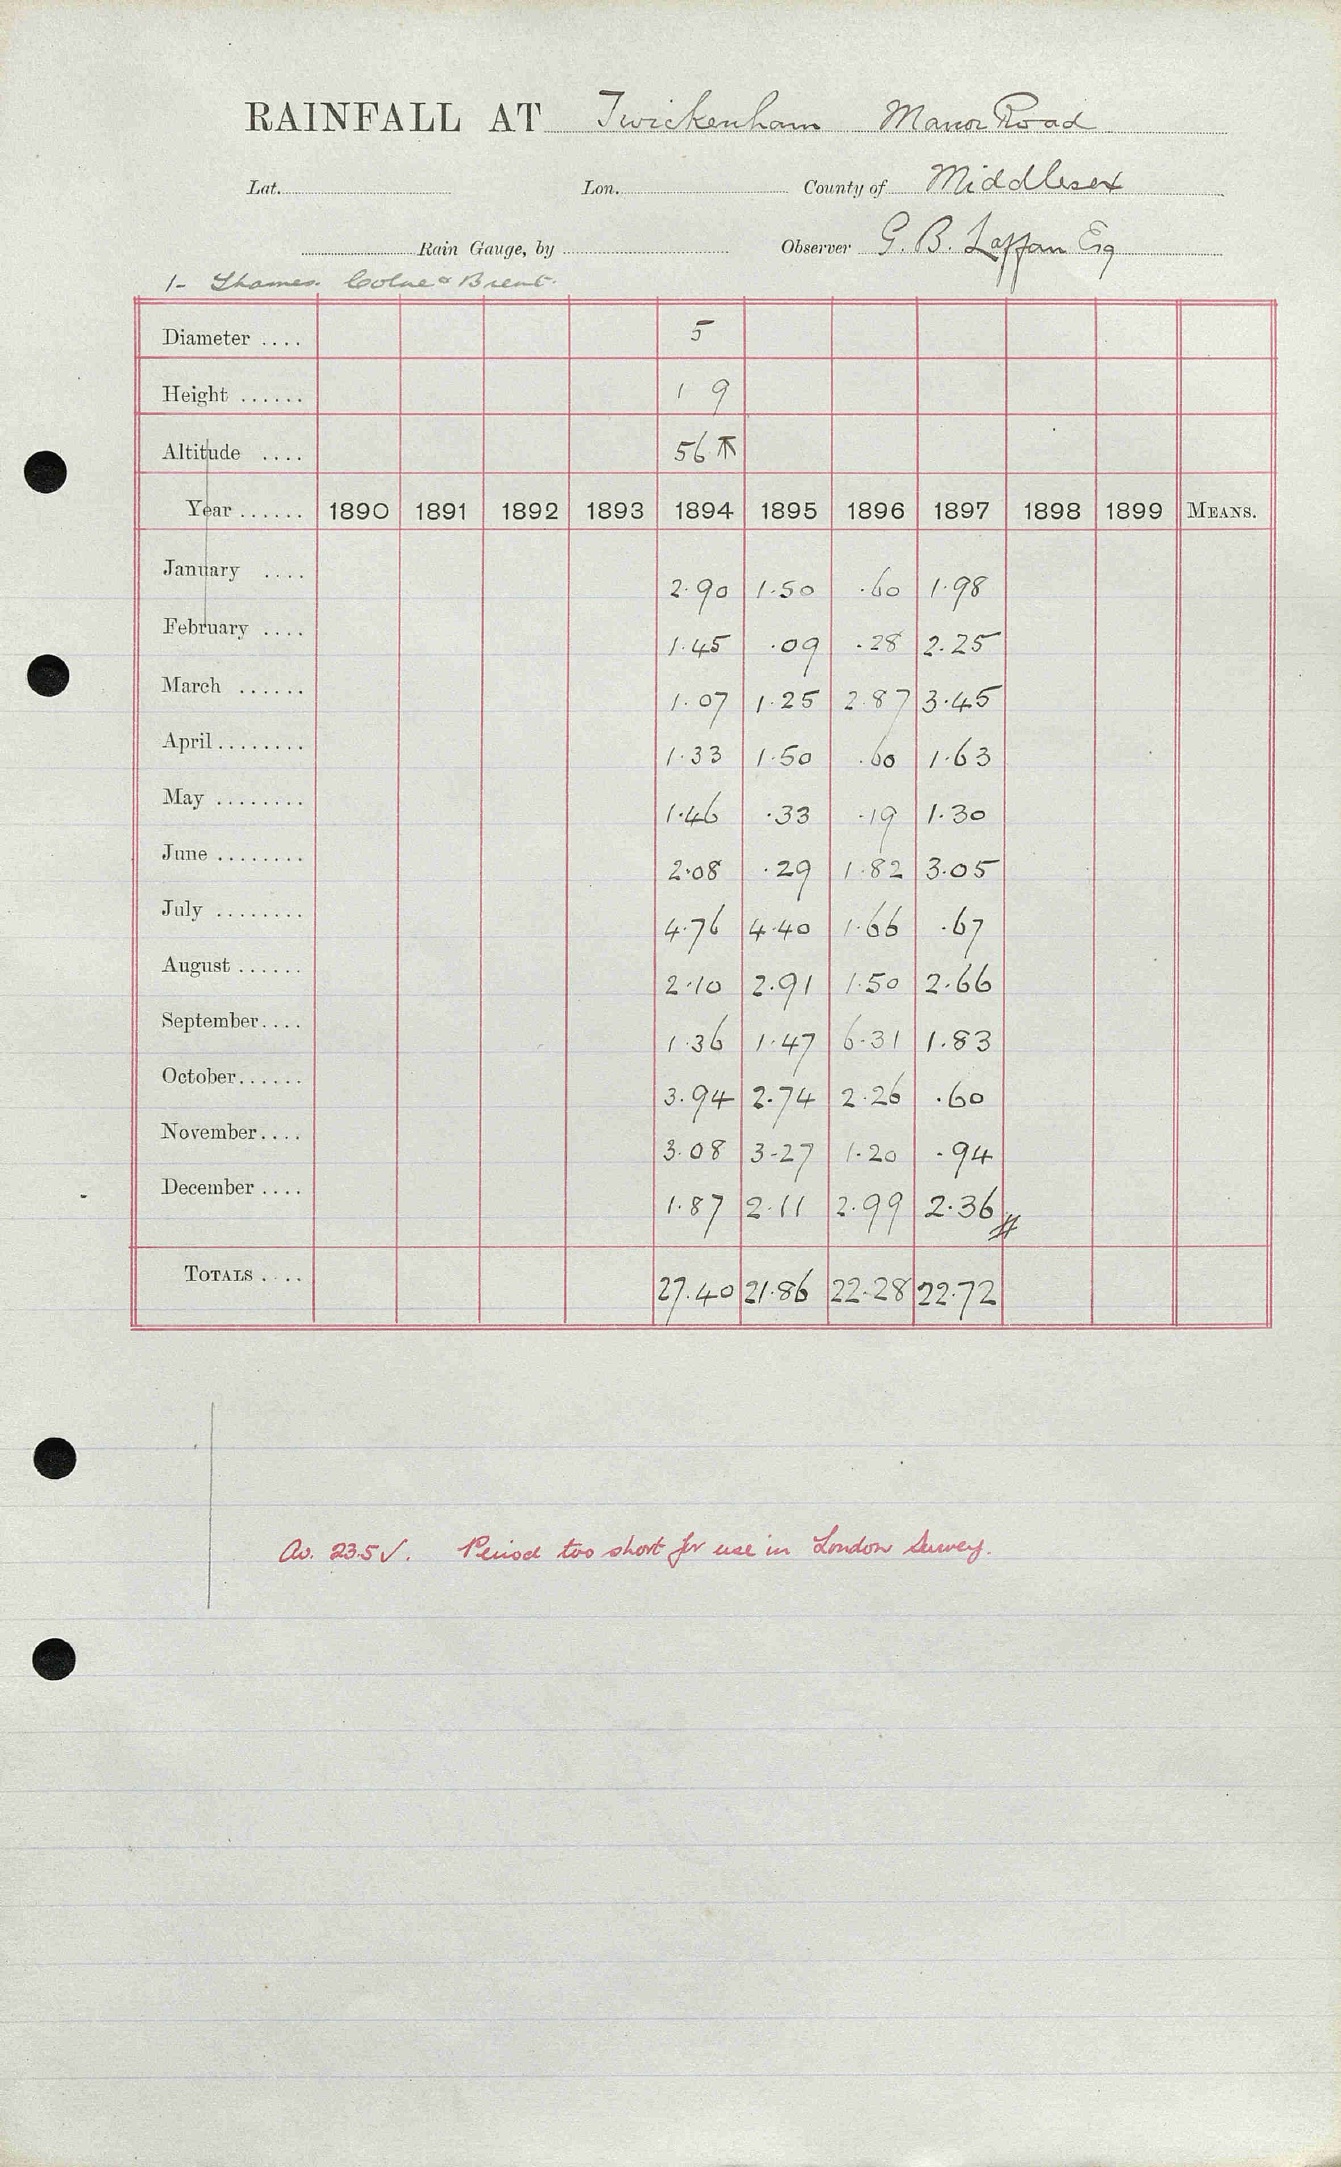 RAINFALL AT Twickenham Manor Road
Lat. Lon. County of Middlesex
Rain Gauge, by Observer G. B. Laffan Esq
1- Thames. Colne & Brent.
Diameter .... 5
Height ...... 1 9
Altitude .... 56
Year ...... 1890 1891 1892 1893 1894 1895 1896 1897 1898 1899 MEANS.
January .... 2.90 1.50 .60 1.98
February .... 1.45 .09 .28 2.25
March ...... 1.07 1.25 2.87 3.45
April ........ 1.33 1.50 .60 1.63
May ........ 1.46 .33 .19 1.30
June ........ 2.08 .29 1.82 3.05
July ........ 4.76 4.40 1.66 .67
August ...... 2.10 2.91 1.50 2.66
September.... 1.36 1.47 6.31 1.83
October...... 3.94 2.74 2.26 .60
November.... 3.08 3.27 1.20 .94
December .... 1.87 2.11 2.99 2.36
TOTALS .... 27.40 21.86 22.28 22.72
Av. 23.5 ✓. Period too short for use in London Survey.